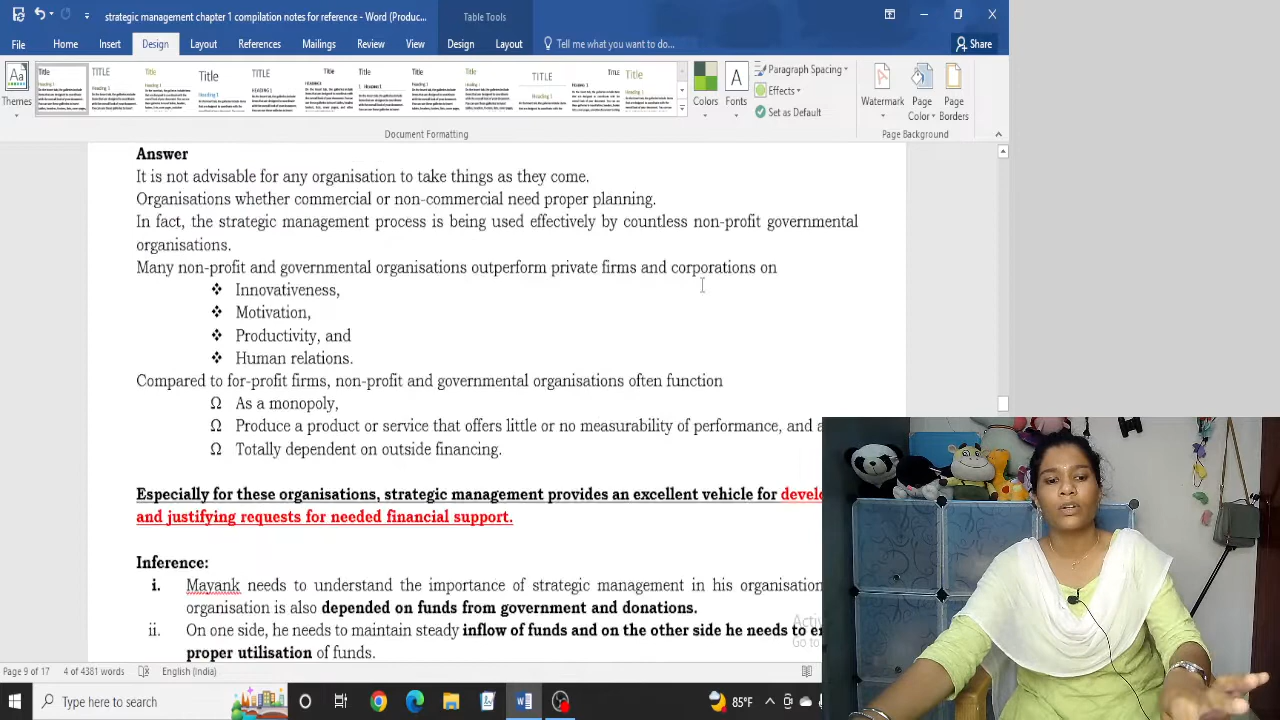 strategic management chapter 1 compilation notes for reference - Word (Produc...
Table Tools
File Home Insert Design Layout References Mailings Review View Design Layout Tell me what you want to do... Share
Paragraph Spacing
Effects
Set as Default
Colors Fonts Watermark Page Color Page Borders
Document Formatting Page Background
Answer
It is not advisable for any organisation to take things as they come.
Organisations whether commercial or non-commercial need proper planning.
In fact, the strategic management process is being used effectively by countless non-profit governmental
organisations.
Many non-profit and governmental organisations outperform private firms and corporations on
❖ Innovativeness,
❖ Motivation,
❖ Productivity, and
❖ Human relations.
Compared to for-profit firms, non-profit and governmental organisations often function
Ω As a monopoly,
Ω Produce a product or service that offers little or no measurability of performance, and
Ω Totally dependent on outside financing.
Especially for these organisations, strategic management provides an excellent vehicle for
and justifying requests for needed financial support.
Inference:
i. Mayank needs to understand the importance of strategic management in his organisation
organisation is also depended on funds from government and donations.
ii. On one side, he needs to maintain steady inflow of funds and on the other side he needs to
proper utilisation of funds.
Page 9 of 17 4 of 4381 words English (India)
Type here to search 85°F